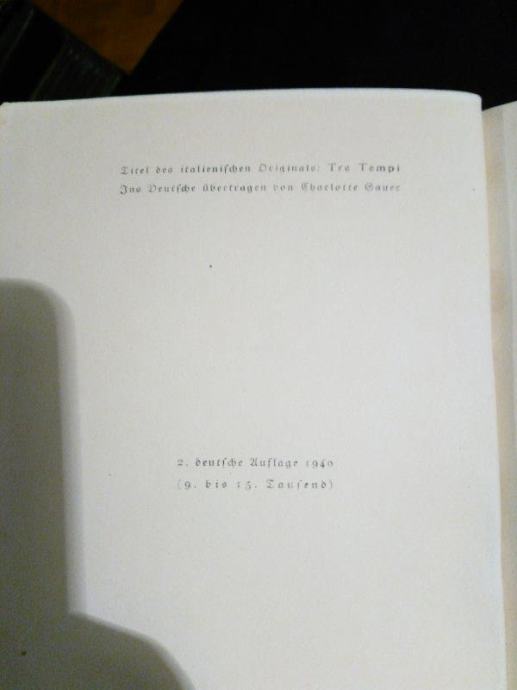 Titel des italienischen Originals: Tre Tempi
Ins Deutsche übertragen von Charlotte Sauer
2. deutsche Auflage 1940
(9. bis 15. Tausend)